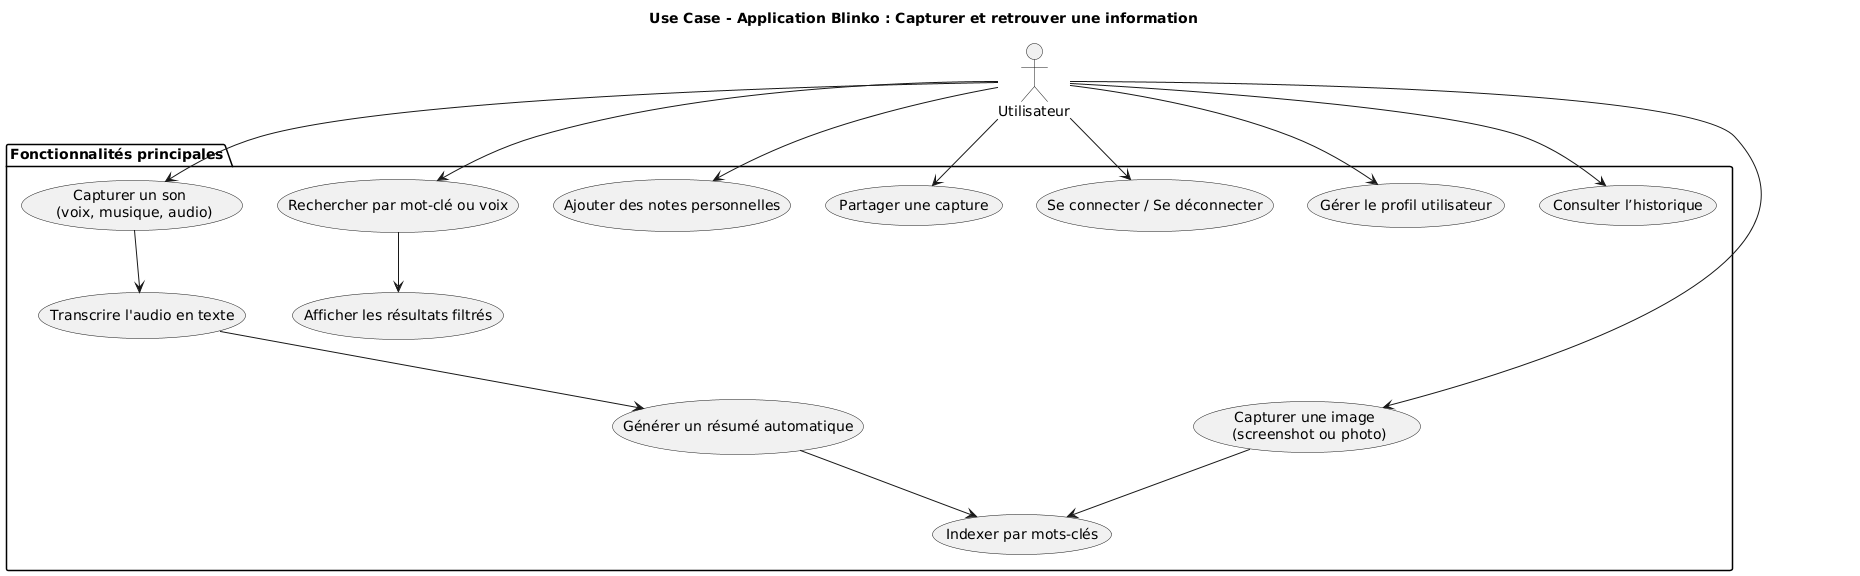 Use Case - Application Blinko : Capturer et retrouver une information
Utilisateur
Fonctionnalités principales
Capturer un son
(voix, musique, audio)
Rechercher par mot-clé ou voix
Ajouter des notes personnelles
Partager une capture
Se connecter / Se déconnecter
Gérer le profil utilisateur
Consulter l’historique
Transcrire l'audio en texte
Afficher les résultats filtrés
Générer un résumé automatique
Capturer une image
(screenshot ou photo)
Indexer par mots-clés